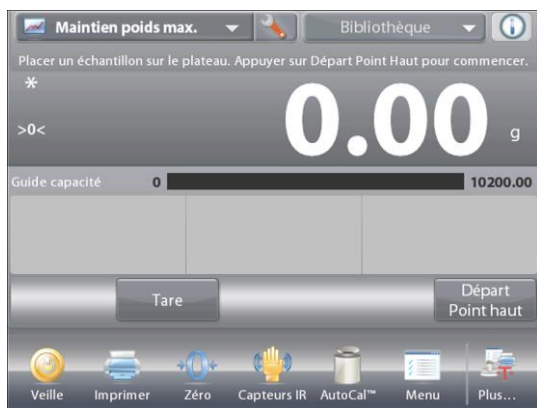 Maintien poids max. Bibliothèque
Placer un échantillon sur le plateau. Appuyer sur Départ Point Haut pour commencer.
*
>0< 0.00 g
Guide capacité 0 10200.00
Tare Départ
Point haut
Veille Imprimer Zéro Capteurs IR AutoCal™ Menu Plus...